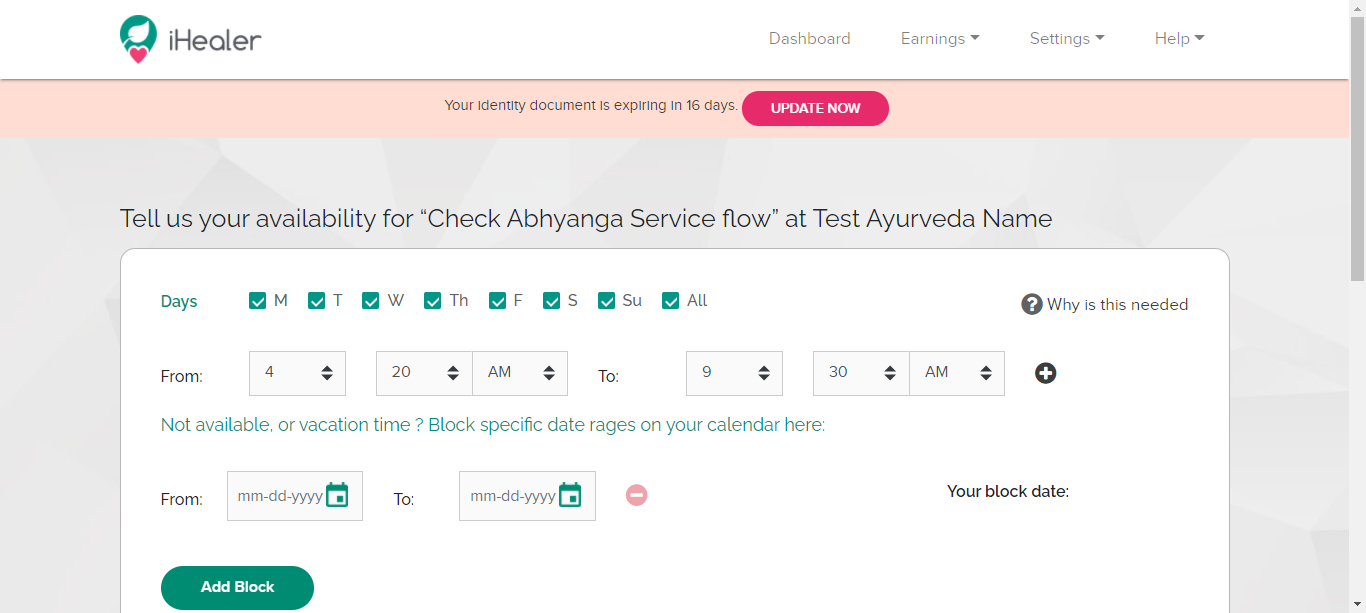 iHealer
Dashboard Earnings Settings Help
Your identity document is expiring in 16 days. UPDATE NOW
Tell us your availability for “Check Abhyanga Service flow” at Test Ayurveda Name
Days M T W Th F S Su All
Why is this needed
From: 4 20 AM To: 9 30 AM
Not available, or vacation time ? Block specific date rages on your calendar here:
From: mm-dd-yyyy To: mm-dd-yyyy
Your block date:
Add Block